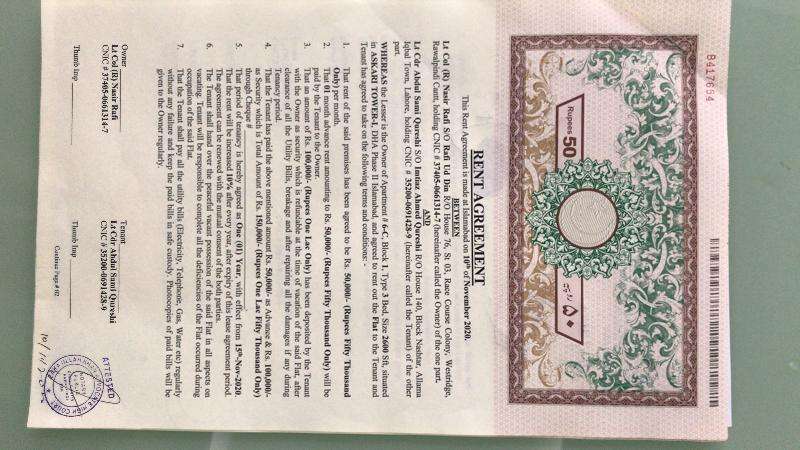 B417664
Rupees 50
RENT AGREEMENT
This Rent Agreement is made at Islamabad on 10th of November 2020.
BETWEEN
Lt Col (R) Nasir Rafi S/O Rafi Ud Din R/O House 76, St. 03, Race Course Colony, Westridge,
Rawalpindi Cantt, holding CNIC # 37405-0661314-7 (hereinafter called the Owner) of the one part.
AND
Lt Cdr Abdul Sami Qureshi S/O Imtiaz Ahmed Qureshi R/O House 140, Block Nashtar, Allama
Iqbal Town, Lahore, holding CNIC # 35200-0691428-9 (hereinafter called the Tenant) of the other
part.
WHEREAS the Lesser is the Owner of Apartment # 6-C, Block 1, Type 3 Bed, Size 2600 Sft, situated
in ASKARI TOWER-1, DHA Phase II Islamabad, and agreed to rent out the Flat to the Tenant and
Tenant has agreed to take on the following terms and conditions:-
1. That rent of the said premises has been agreed to be Rs. 50,000/- (Rupees Fifty Thousand
Only) per month.
2. That 01 month advance rent amounting to Rs. 50,000/- (Rupees Fifty Thousand Only) will be
paid by the Tenant to the Owner.
3. That an amount of Rs. 100,000/- (Rupees One Lac Only) has been deposited by the Tenant
with the Owner as security which is refundable at the time of vacation of the said Flat, after
clearance of all the Utility Bills, breakage and after repairing all the damages if any during
Tenancy period.
4. That the Tenant has paid the above mentioned amount Rs. 50,000/- as Advance & Rs. 100,000/-
as Security which is Total Amount of Rs. 150,000/- (Rupees One Lac Fifty Thousand Only)
through Cheque #
5. That period of tenancy is hereby agreed as One (01) Year, with effect from 15th-Nov-2020.
That the rent will be increased 10% after every year, after expiry of this lease agreement period.
The agreement can be renewed with the mutual consent of the both parties.
6. The Tenant shall hand over the peaceful vacant possession of the said Flat in all aspects on
vacation. Tenant will be responsible to complete all the deficiencies of the Flat occurred during
occupation of the said Flat.
7. That the Tenant shall pay all the utility bills (Electricity, Telephone, Gas, Water etc) regularly
without any failure and keep the paid bills in safe custody. Photocopies of paid bills will be
given to the Owner regularly.
Owner
Lt Col (R) Nasir Rafi
CNIC # 37405-0661314-7
Thumb Imp
Tenant
Lt Cdr Abdul Sami Qureshi
CNIC # 35200-0691428-9
Thumb Imp
Continue Page # 02
ATTESTED